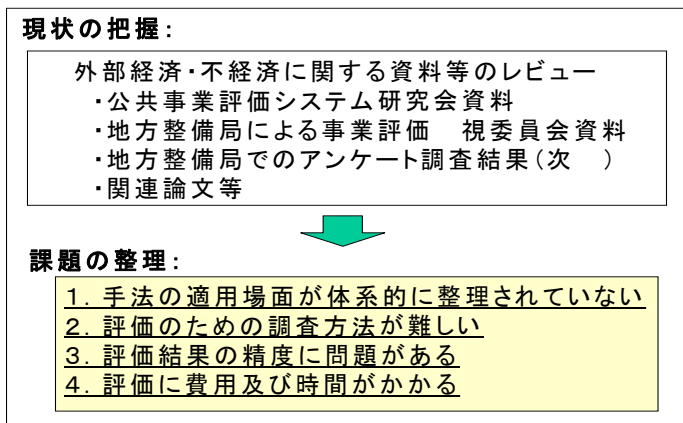 現状の把握:
外部経済・不経済に関する資料等のレビュー
・公共事業評価システム研究会資料
・地方整備局による事業評価　視委員会資料
・地方整備局でのアンケート調査結果(次　)
・関連論文等
課題の整理:
1. 手法の適用場面が体系的に整理されていない
2. 評価のための調査方法が難しい
3. 評価結果の精度に問題がある
4. 評価に費用及び時間がかかる